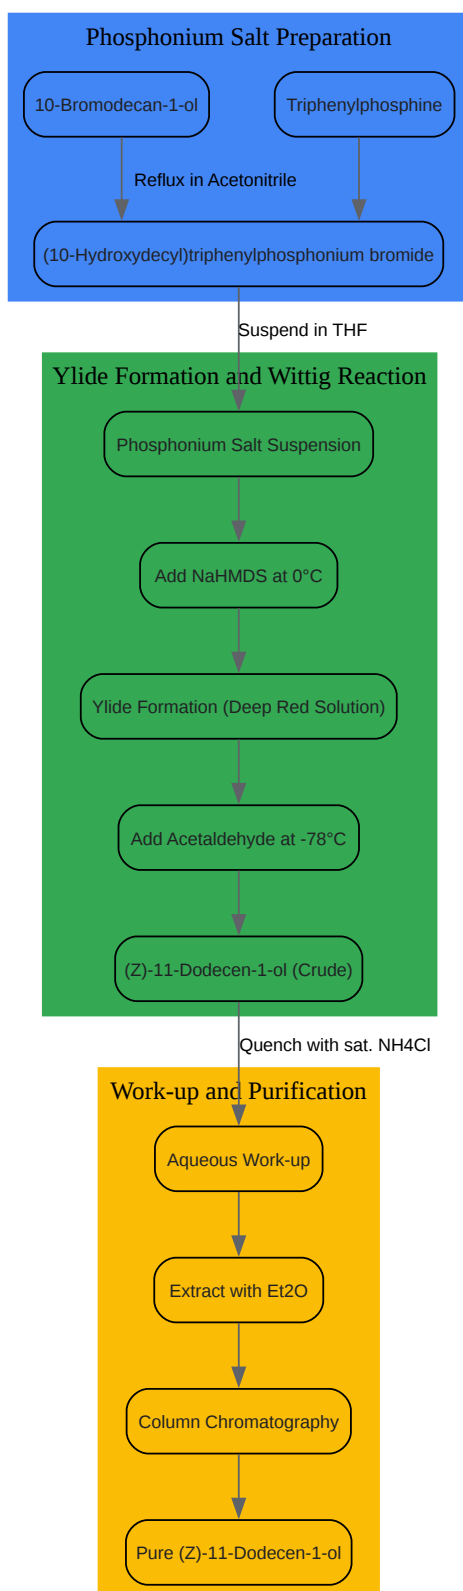 Phosphonium Salt Preparation
10-Bromodecan-1-ol
Triphenylphosphine
Reflux in Acetonitrile
(10-Hydroxydecyl)triphenylphosphonium bromide
Suspend in THF
Ylide Formation and Wittig Reaction
Phosphonium Salt Suspension
Add NaHMDS at 0°C
Ylide Formation (Deep Red Solution)
Add Acetaldehyde at -78°C
(Z)-11-Dodecen-1-ol (Crude)
Quench with sat. NH4Cl
Work-up and Purification
Aqueous Work-up
Extract with Et2O
Column Chromatography
Pure (Z)-11-Dodecen-1-ol